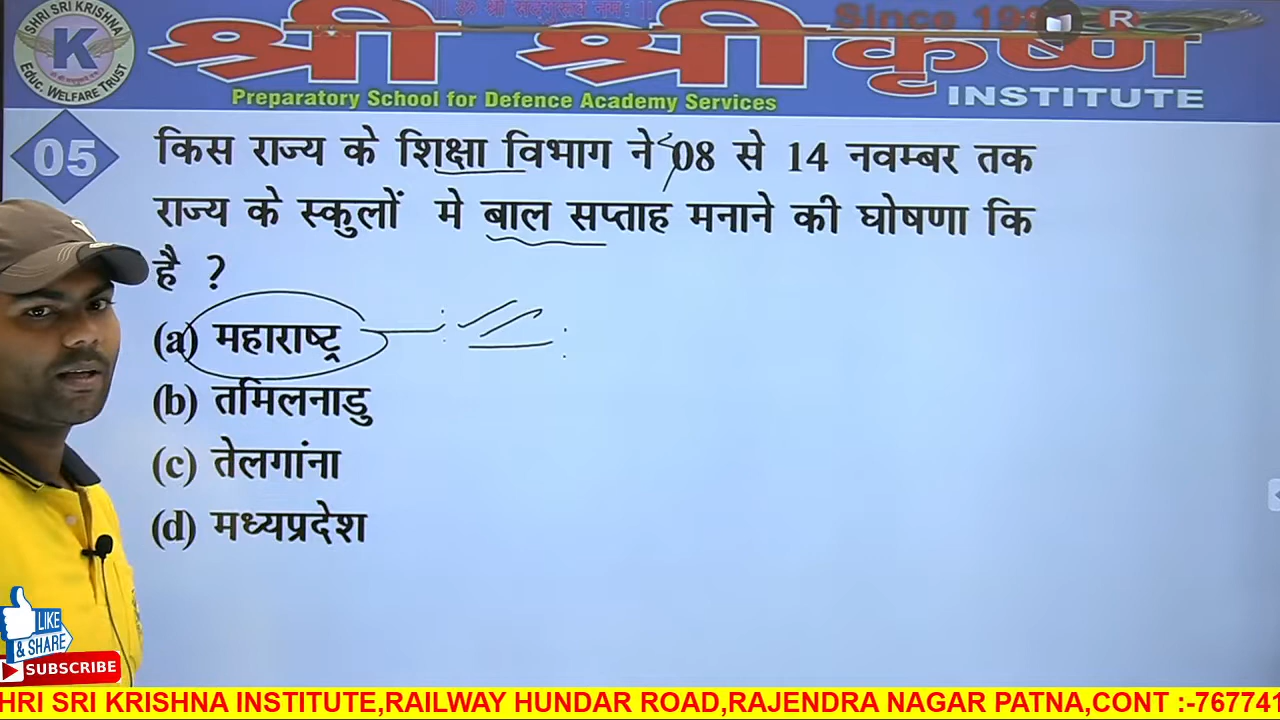 || ॐ श्री सद्गुरुवे नमः ||
SHRI SRI KRISHNA
K
Educ. WELFARE TRUST
श्री श्री कृष्ण
R
INSTITUTE
Preparatory School for Defence Academy Services
05
किस राज्य के शिक्षा विभाग ने 08 से 14 नवम्बर तक
राज्य के स्कुलों मे बाल सप्ताह मनाने की घोषणा कि
है ?
(a) महाराष्ट्र
(b) तमिलनाडु
(c) तेलगांना
(d) मध्यप्रदेश
LIKE
& SHARE
SUBSCRIBE
HRI SRI KRISHNA INSTITUTE,RAILWAY HUNDAR ROAD,RAJENDRA NAGAR PATNA,CONT :-767741